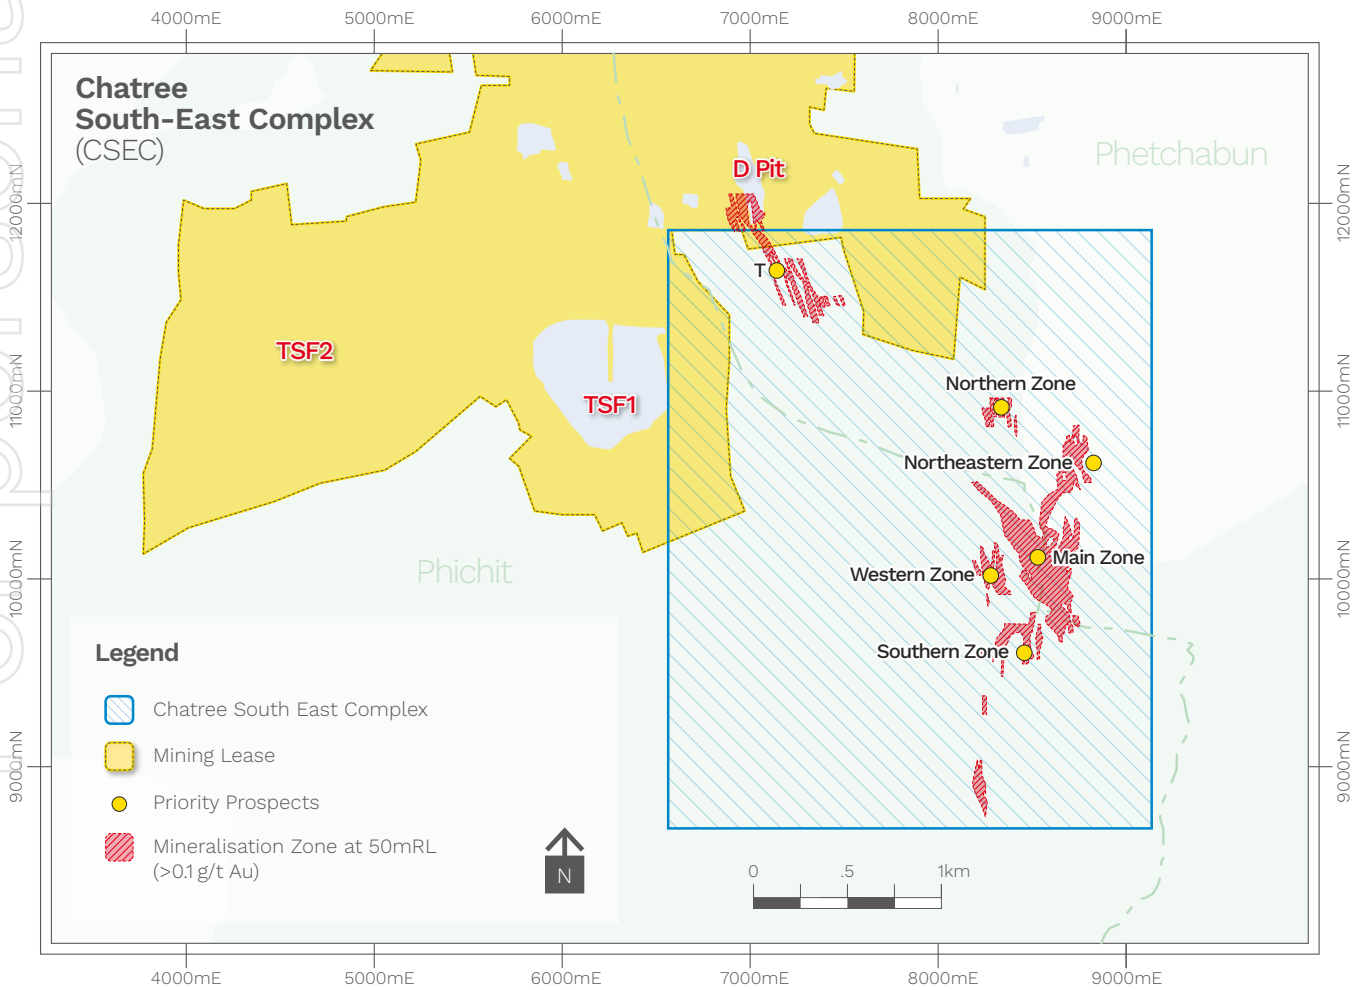 4000mE
5000mE
6000mE
7000mE
8000mE
9000mE
Chatree
South-East Complex
(CSEC)
Phetchabun
D Pit
12000mN
12000mN
T
TSF2
TSF1
11000mN
11000mN
Northern Zone
Northeastern Zone
Main Zone
Western Zone
Phichit
10000mN
10000mN
Southern Zone
Legend
Chatree South East Complex
Mining Lease
Priority Prospects
Mineralisation Zone at 50mRL
(>0.1 g/t Au)
N
9000mN
9000mN
0
.5
1km
4000mE
5000mE
6000mE
7000mE
8000mE
9000mE